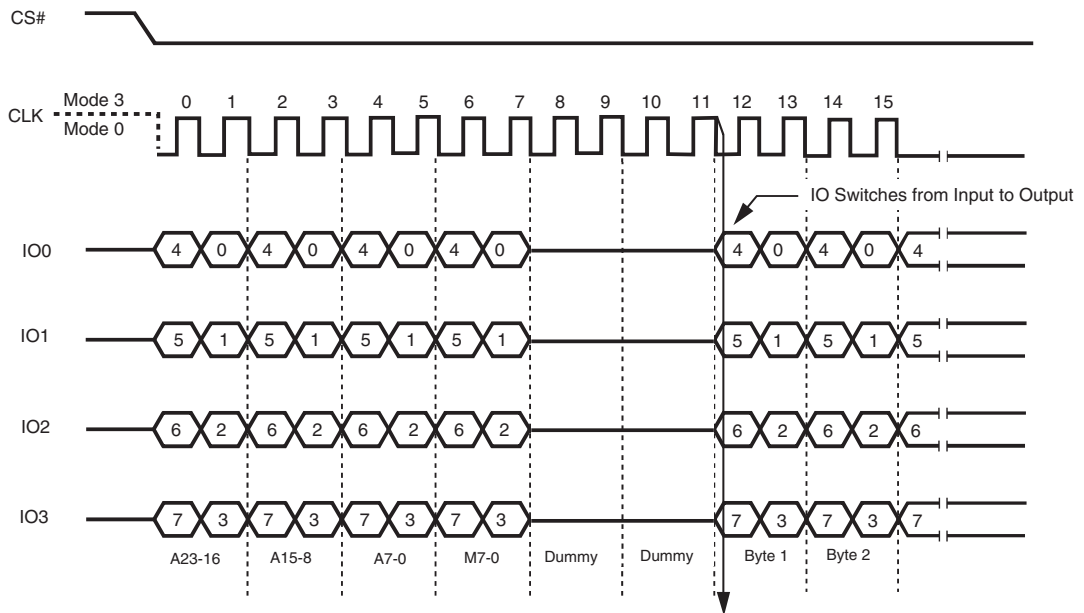 CS#
Mode 3
CLK
Mode 0
0 1 2 3 4 5 6 7 8 9 10 11 12 13 14 15
IO Switches from Input to Output
IO0 4 0 4 0 4 0 4 0 4 0 4 0 4
IO1 5 1 5 1 5 1 5 1 5 1 5 1 5
IO2 6 2 6 2 6 2 6 2 6 2 6 2 6
IO3 7 3 7 3 7 3 7 3 7 3 7 3 7
A23-16 A15-8 A7-0 M7-0 Dummy Dummy Byte 1 Byte 2